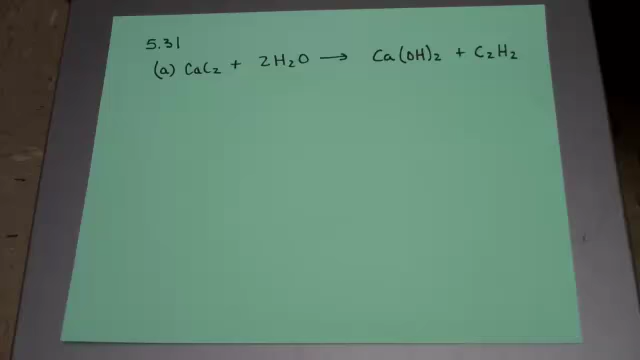 5.31
(a) CaC₂ + 2H₂O → Ca(OH)₂ + C₂H₂